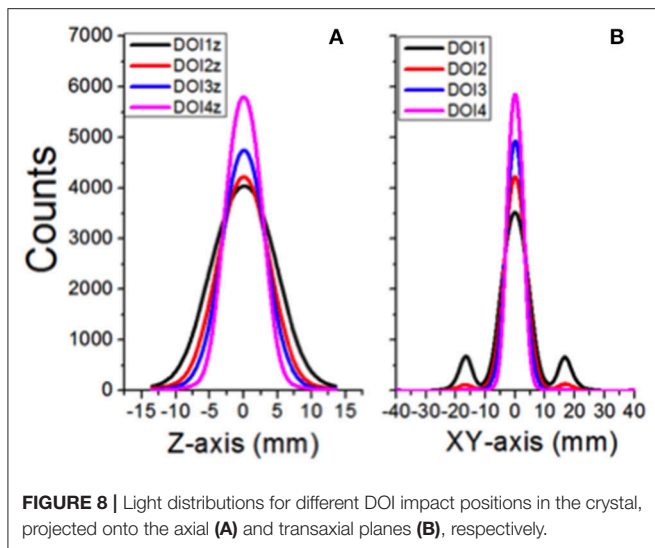 A
B
DOI1z
DOI2z
DOI3z
DOI4z
DOI1
DOI2
DOI3
DOI4
Counts
7000
6000
5000
4000
3000
2000
1000
0
-15 -10 -5 0 5 10 15
-40 -30 -20 -10 0 10 20 30 40
Z-axis (mm)
XY-axis (mm)
FIGURE 8 | Light distributions for different DOI impact positions in the crystal,
projected onto the axial (A) and transaxial planes (B), respectively.